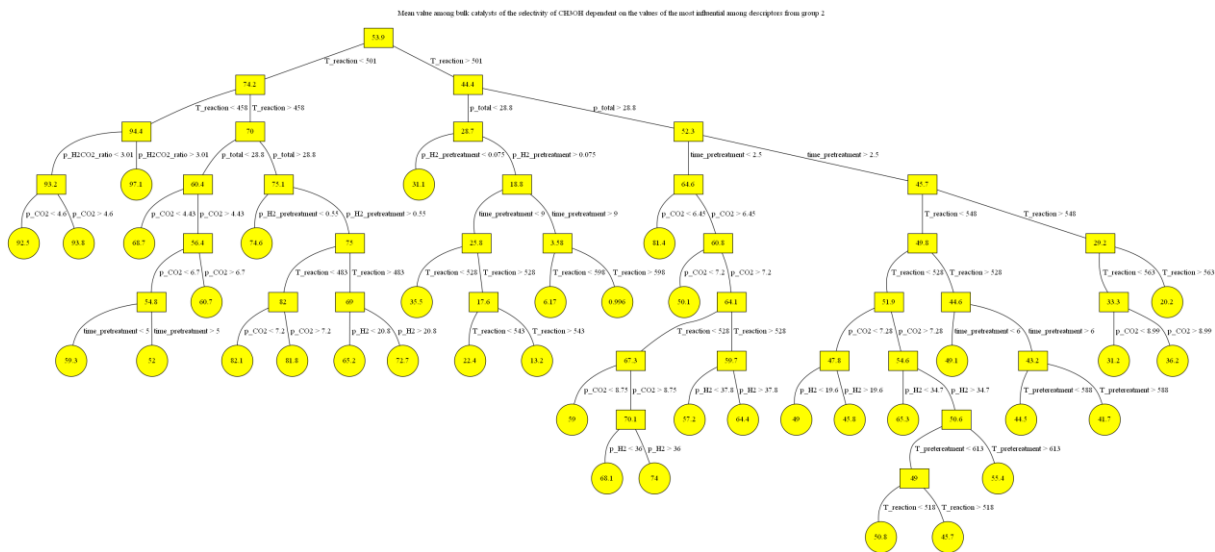 Mean value among bulk catalysts of the selectivity of CH3OH dependent on the values of the most influential among descriptors from group 2
53.9
T_reaction < 501 T_reaction > 501
74.2 44.4
T_reaction < 458 T_reaction > 458 p_total < 28.8 p_total > 28.8
94.4 70 28.7 52.3
p_H2CO2_ratio < 3.01 p_H2CO2_ratio > 3.01 p_total < 28.8 p_total > 28.8 p_H2_pretreatment < 0.075 p_H2_pretreatment > 0.075 time_pretreatment < 2.5 time_pretreatment > 2.5
93.2 97.1 60.4 75.1 31.1 18.8 64.6 45.7
p_CO2 < 4.6 p_CO2 > 4.6 p_CO2 < 4.43 p_CO2 > 4.43 p_H2_pretreatment < 0.55 p_H2_pretreatment > 0.55 time_pretreatment < 9 time_pretreatment > 9 p_CO2 < 6.45 p_CO2 > 6.45 T_reaction < 548 T_reaction > 548
92.5 93.8 68.7 56.4 74.6 75 25.8 3.58 81.4 60.8 49.8 29.2
p_CO2 < 6.7 p_CO2 > 6.7 T_reaction < 483 T_reaction > 483 T_reaction < 528 T_reaction > 528 T_reaction < 598 T_reaction > 598 p_CO2 < 7.2 p_CO2 > 7.2 T_reaction < 528 T_reaction > 528 T_reaction < 563 T_reaction > 563
54.8 60.7 82 69 35.5 17.6 6.17 0.996 50.1 64.1 51.9 44.6 33.3 20.2
time_pretreatment < 5 time_pretreatment > 5 p_CO2 < 7.2 p_CO2 > 7.2 p_H2 < 20.8 p_H2 > 20.8 T_reaction < 543 T_reaction > 543 T_reaction < 528 T_reaction > 528 p_CO2 < 7.28 p_CO2 > 7.28 time_pretreatment < 6 time_pretreatment > 6 p_CO2 < 8.99 p_CO2 > 8.99
59.3 52 82.1 81.8 65.2 72.7 22.4 13.2 67.3 59.7 47.8 54.6 49.1 43.2 31.2 36.2
p_CO2 < 8.75 p_CO2 > 8.75 p_H2 < 37.8 p_H2 > 37.8 p_H2 < 19.6 p_H2 > 19.6 p_H2 < 34.7 p_H2 > 34.7 T_pretereatment < 588 T_pretereatment > 588
59 70.1 57.2 64.4 49 45.8 65.3 50.6 44.5 41.7
p_H2 < 36 p_H2 > 36 T_pretereatment < 613 T_pretereatment > 613
68.1 74 49 55.4
T_reaction < 518 T_reaction > 518
50.8 45.7